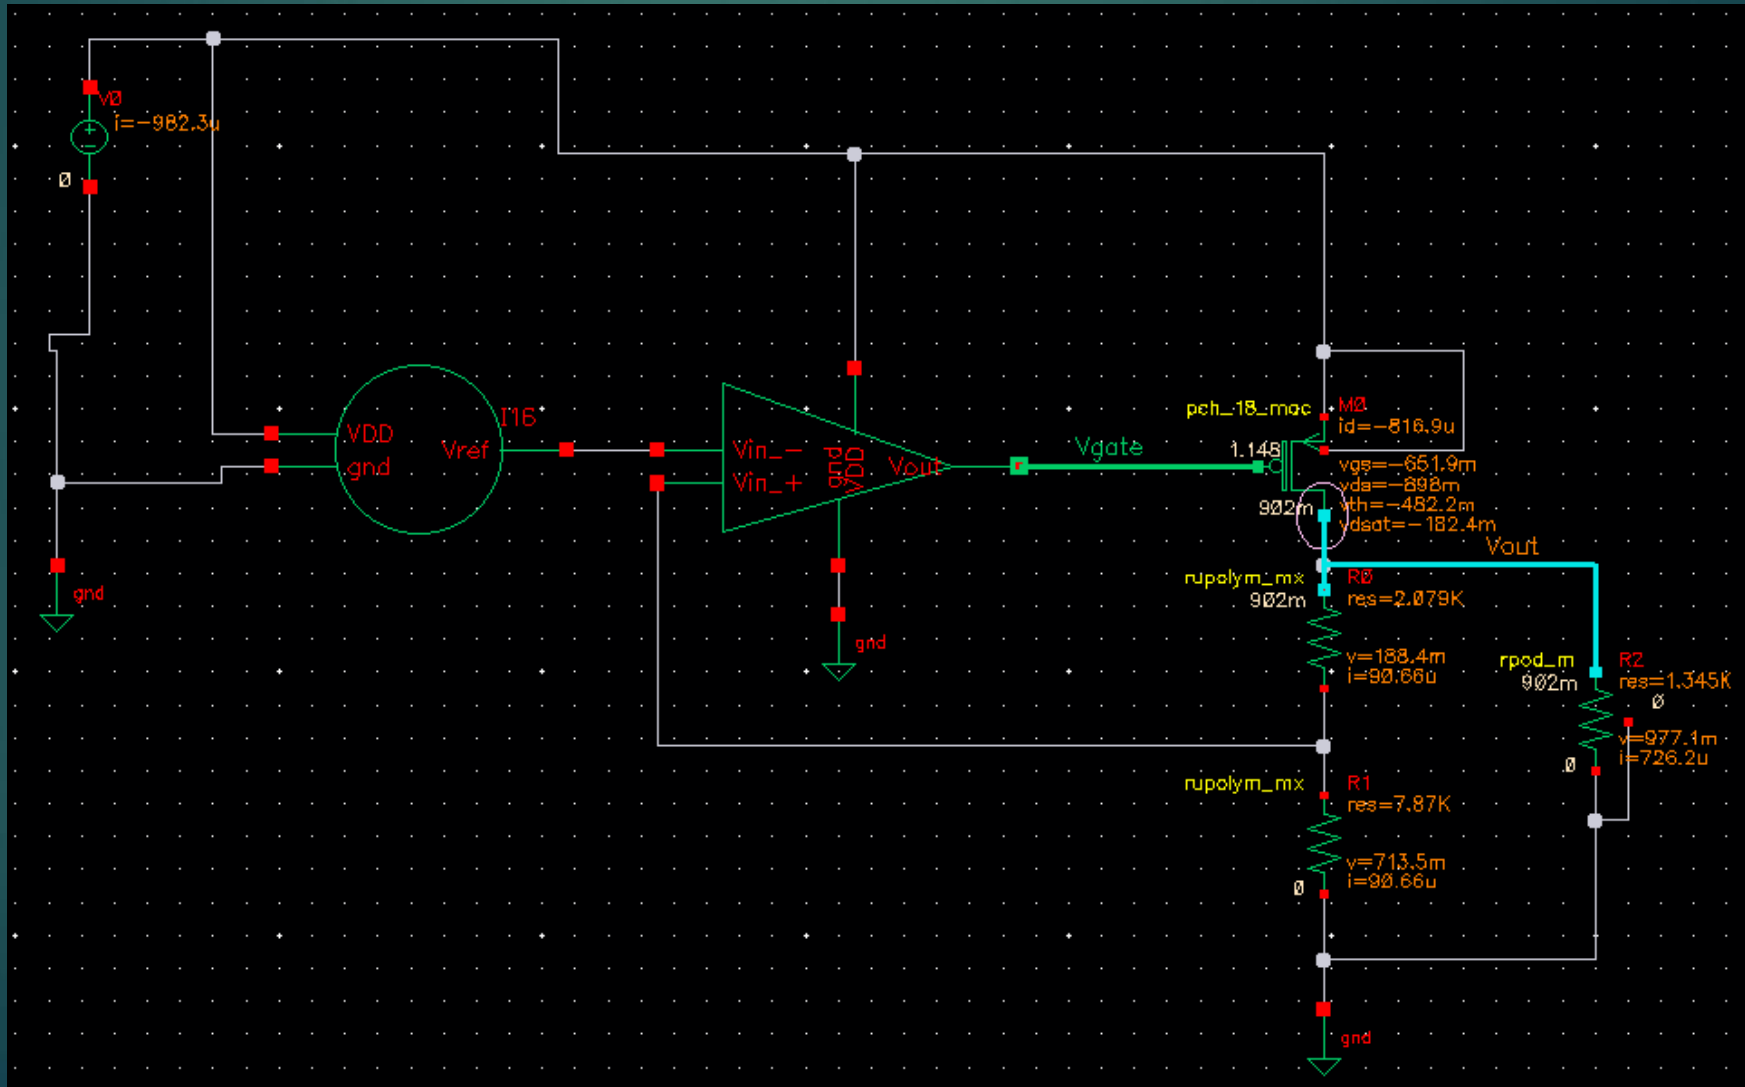 V0
i=-982.3u
0
gnd
VDD
gnd
Vref
I16
Vin_-
Vin_+
gnd
VDD
Vout
gnd
Vgate
pch_18_mac
1.148
902m
M0
id=-816.9u
vgs=-651.9m
vds=-898m
vth=-482.2m
vdsat=-182.4m
Vout
rupolym_mx
902m
R0
res=2.079K
v=188.4m
i=90.66u
rpod_m
902m
R2
res=1.345K
0
v=977.1m
i=726.2u
0
rupolym_mx
R1
res=7.87K
v=713.5m
i=90.66u
0
gnd